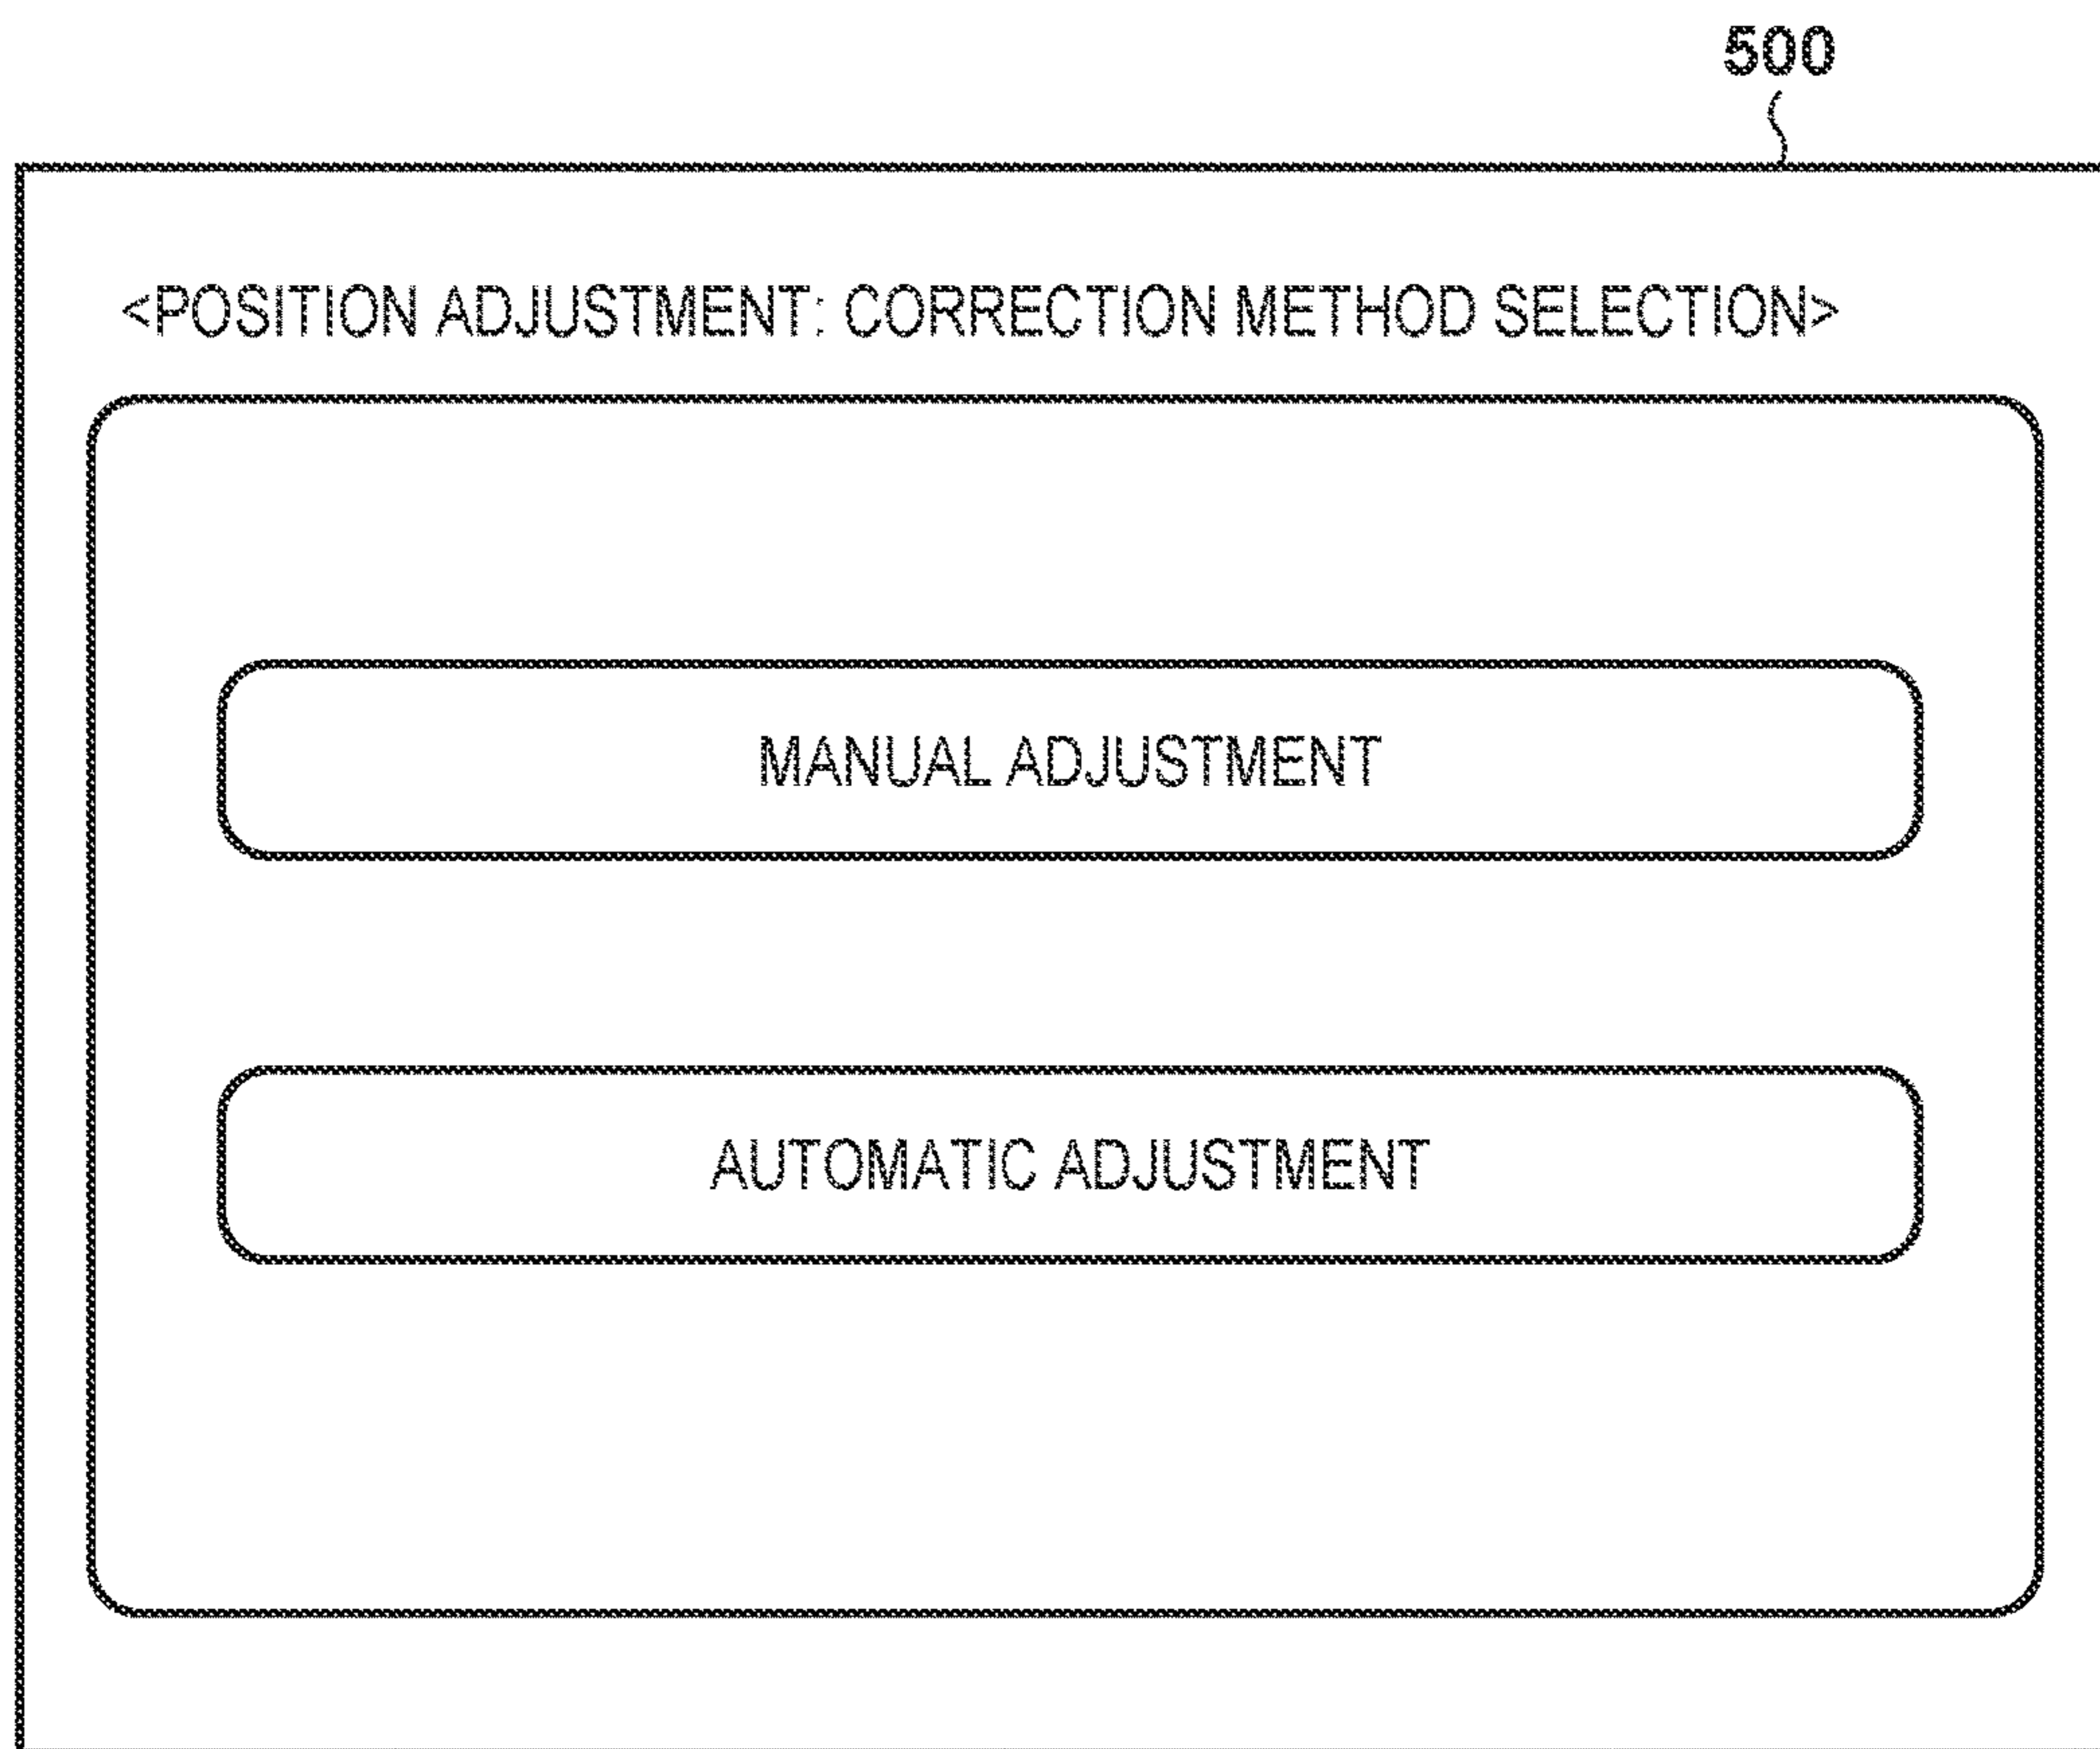 500
<POSITION ADJUSTMENT: CORRECTION METHOD SELECTION>
MANUAL ADJUSTMENT
AUTOMATIC ADJUSTMENT